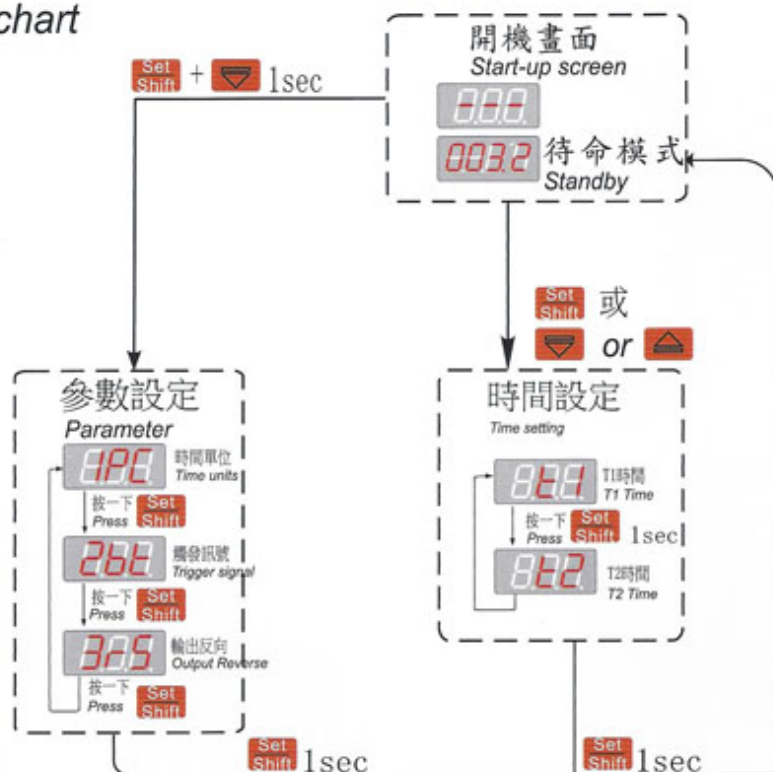 chart
Set
Shift + 1sec
開機畫面
Start-up screen
---
003.2 待命模式
Standby
Set
Shift 或
or
參數設定
Parameter
1PC 時間單位
Time units
按一下 Set
Press Shift
2bt 觸發訊號
Trigger signal
按一下 Set
Press Shift
3rS 輸出反向
Output Reverse
按一下 Set
Press Shift
Set
Shift 1sec
時間設定
Time setting
t1 T1時間
T1 Time
按一下 Set
Press Shift 1sec
t2 T2時間
T2 Time
Set
Shift 1sec